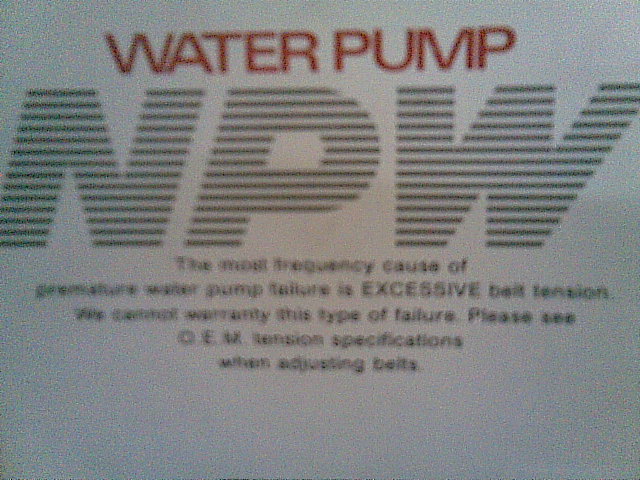 WATER PUMP
NPW
The most frequency cause of
premature water pump failure is EXCESSIVE belt tension.
We cannot warranty this type of failure. Please see
O.E.M. tension specifications
when adjusting belts.